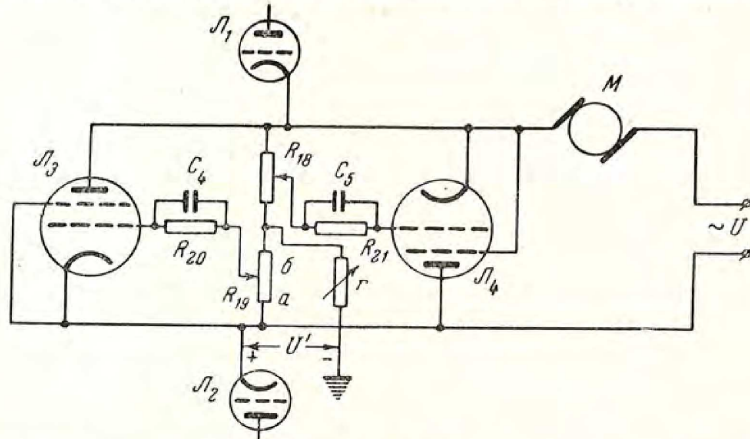 Л₁
M
Л₃
C₄
R₁₈
C₅
R₂₀
R₂₁
~ U
б
R₁₉
а
r
Л₄
U'
+
-
Л₂